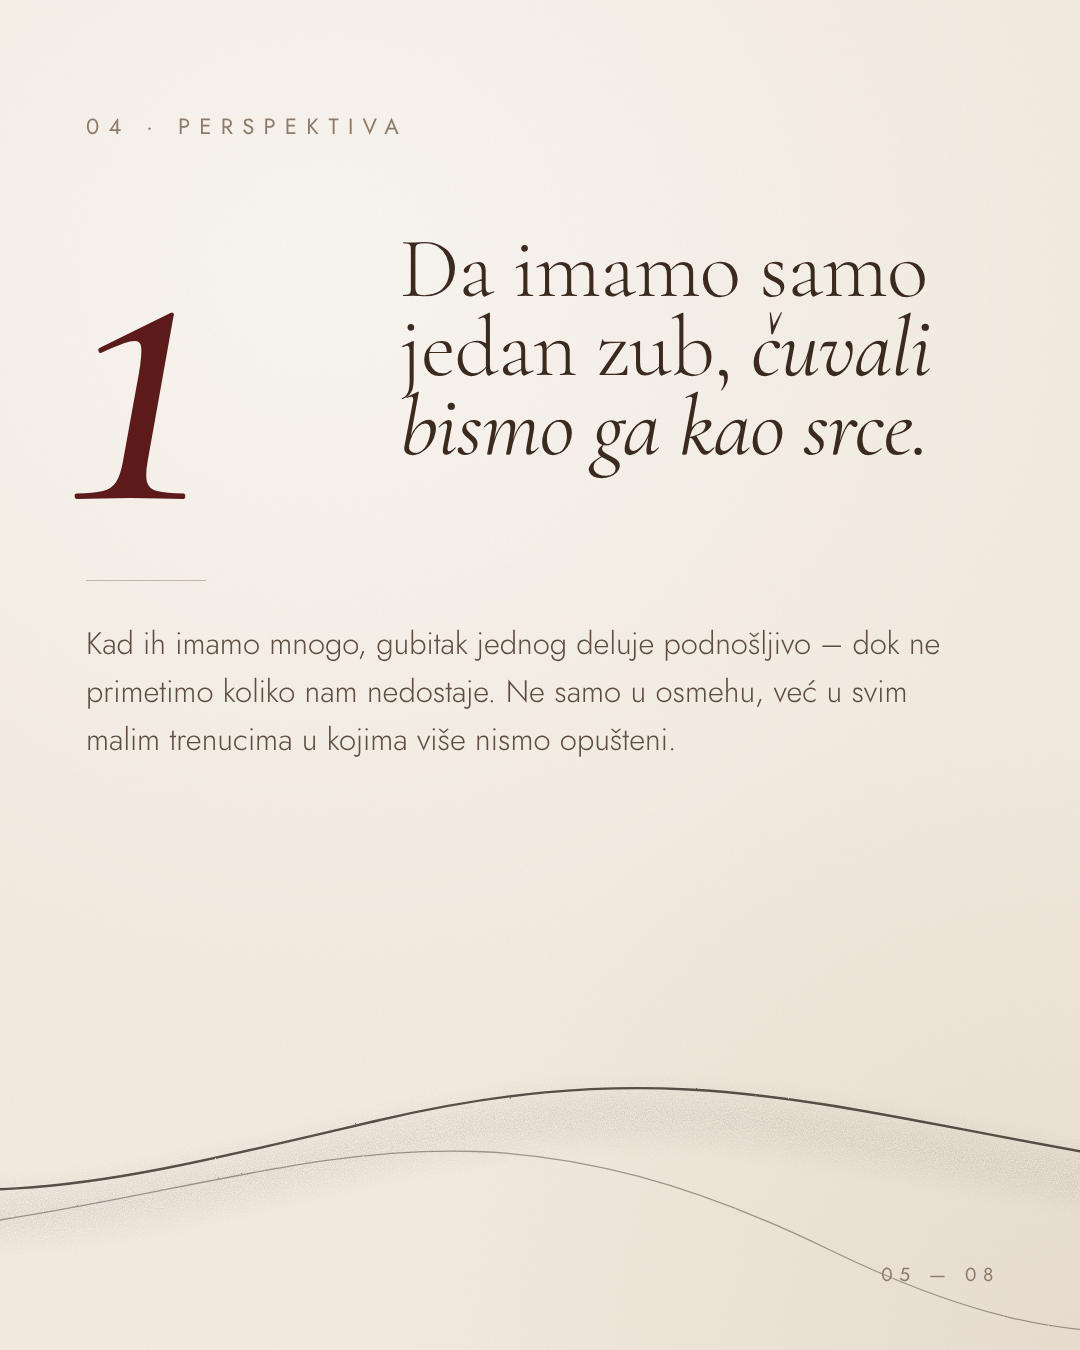 04 · PERSPEKTIVA
1
Da imamo samo
jedan zub, čuvali
bismo ga kao srce.
Kad ih imamo mnogo, gubitak jednog deluje podnošljivo – dok ne
primetimo koliko nam nedostaje. Ne samo u osmehu, već u svim
malim trenucima u kojima više nismo opušteni.
05 — 08